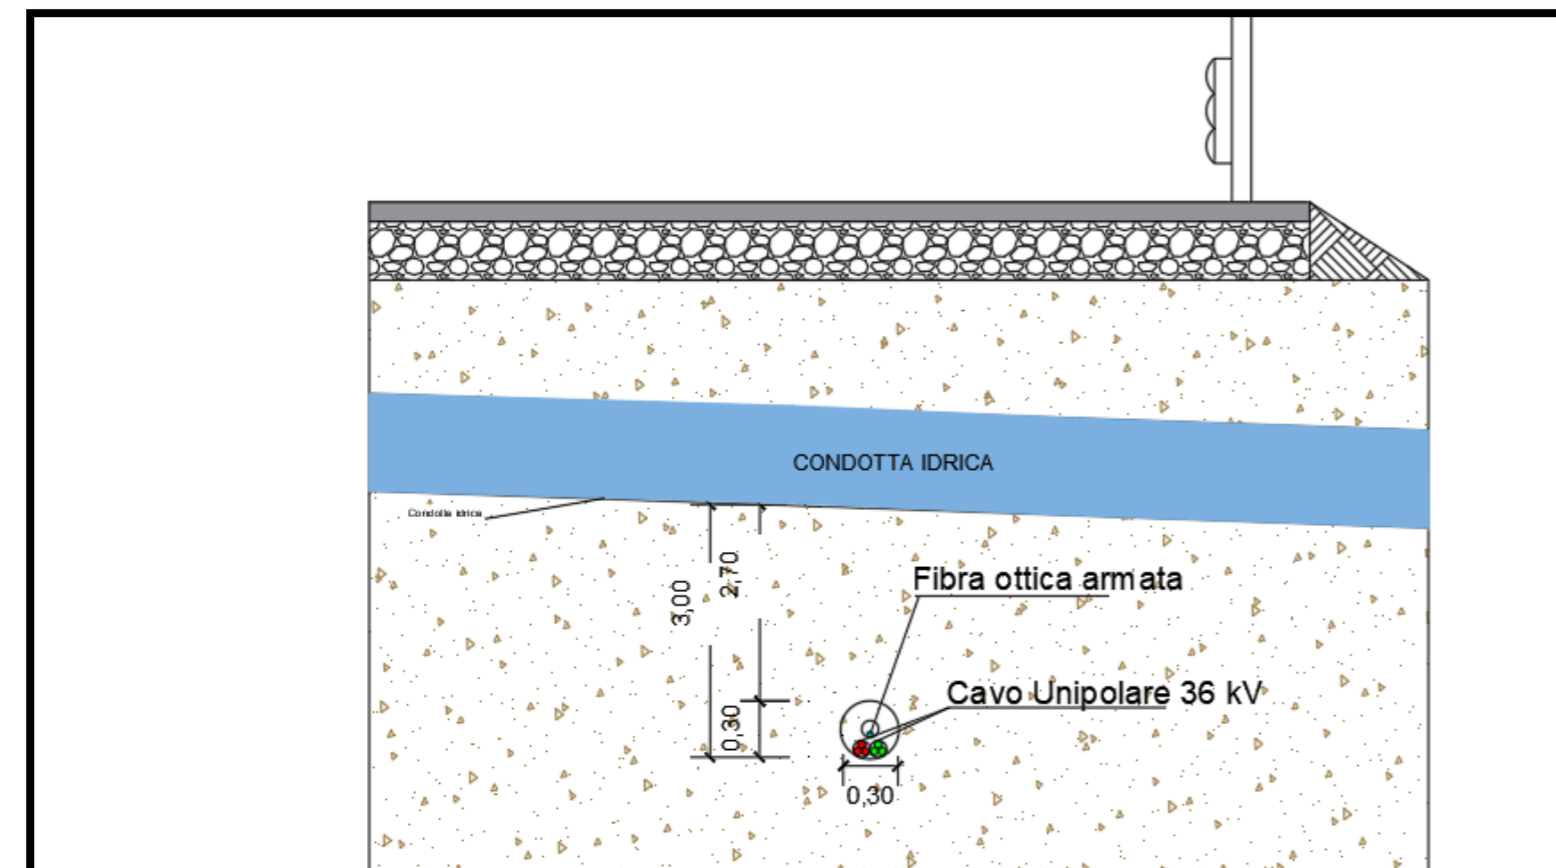 CONDOTTA IDRICA
Condotta idrica
Fibra ottica armata
2,70
3,00
Cavo Unipolare 36 kV
0,30
0,30